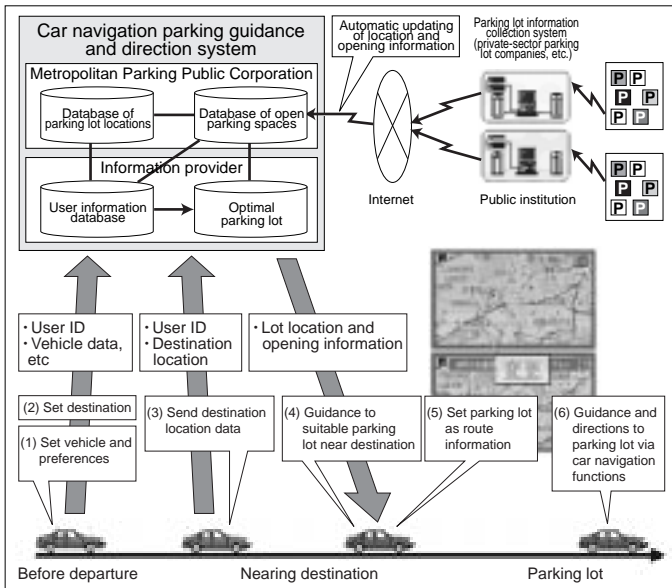 Car navigation parking guidance
and direction system
Metropolitan Parking Public Corporation
Database of
parking lot locations
Database of open
parking spaces
Information provider
User information
database
Optimal
parking lot
Automatic updating
of location and
opening information
Internet
Parking lot information
collection system
(private-sector parking
lot companies, etc.)
Public institution
P P
P P
P P
P P
P P
P P
· User ID
· Vehicle data,
etc
· User ID
· Destination
location
· Lot location and
opening information
(2) Set destination
(1) Set vehicle and
preferences
(3) Send destination
location data
(4) Guidance to
suitable parking
lot near destination
(5) Set parking lot
as route
information
(6) Guidance and
directions to
parking lot via
car navigation
functions
Before departure
Nearing destination
Parking lot